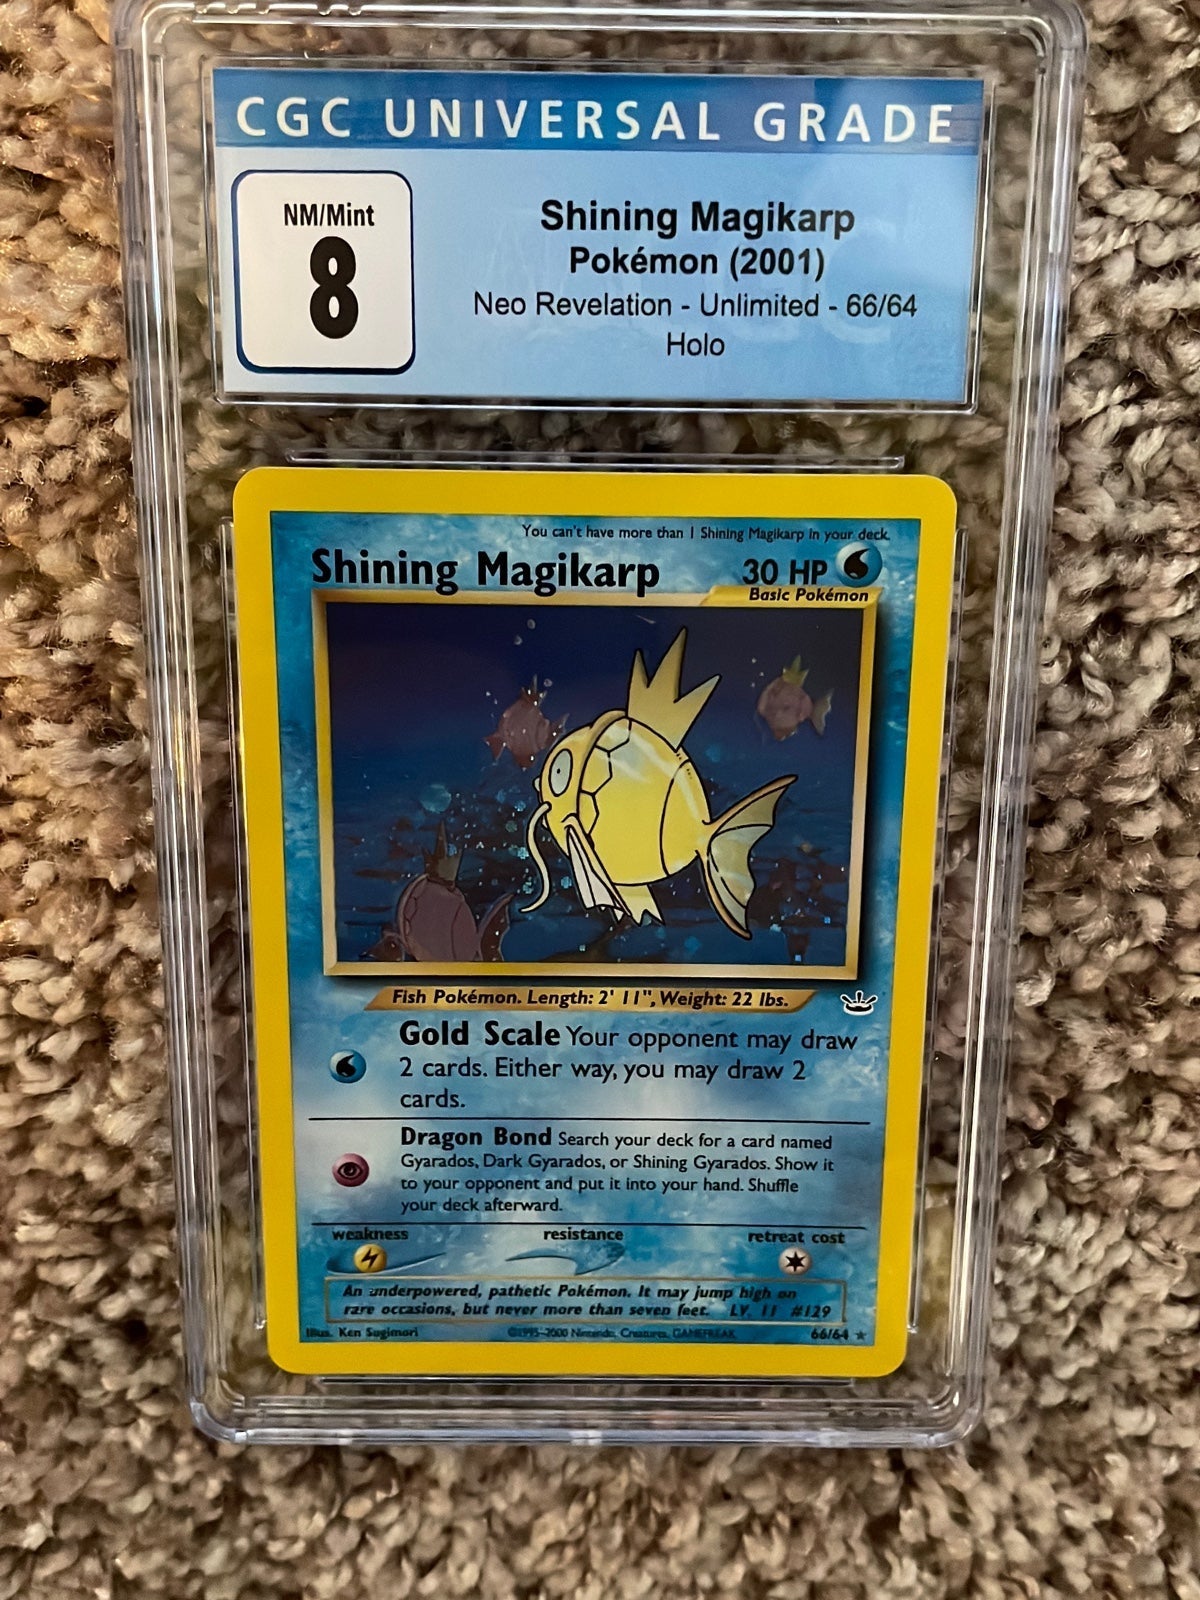 CGC UNIVERSAL GRADE
NM/Mint
8
Shining Magikarp
Pokémon (2001)
Neo Revelation - Unlimited - 66/64
Holo
You can't have more than 1 Shining Magikarp in your deck.
Shining Magikarp 30 HP
Basic Pokémon
Fish Pokémon. Length: 2' 11", Weight: 22 lbs.
Gold Scale Your opponent may draw
2 cards. Either way, you may draw 2
cards.
Dragon Bond Search your deck for a card named
Gyarados, Dark Gyarados, or Shining Gyarados. Show it
to your opponent and put it into your hand. Shuffle
your deck afterward.
weakness resistance retreat cost
An underpowered, pathetic Pokémon. It may jump high on
rare occasions, but never more than seven feet. LV. 11 #129
Illus. Ken Sugimori ©1995-2000 Nintendo, Creatures, GAMEFREAK 66/64 ★